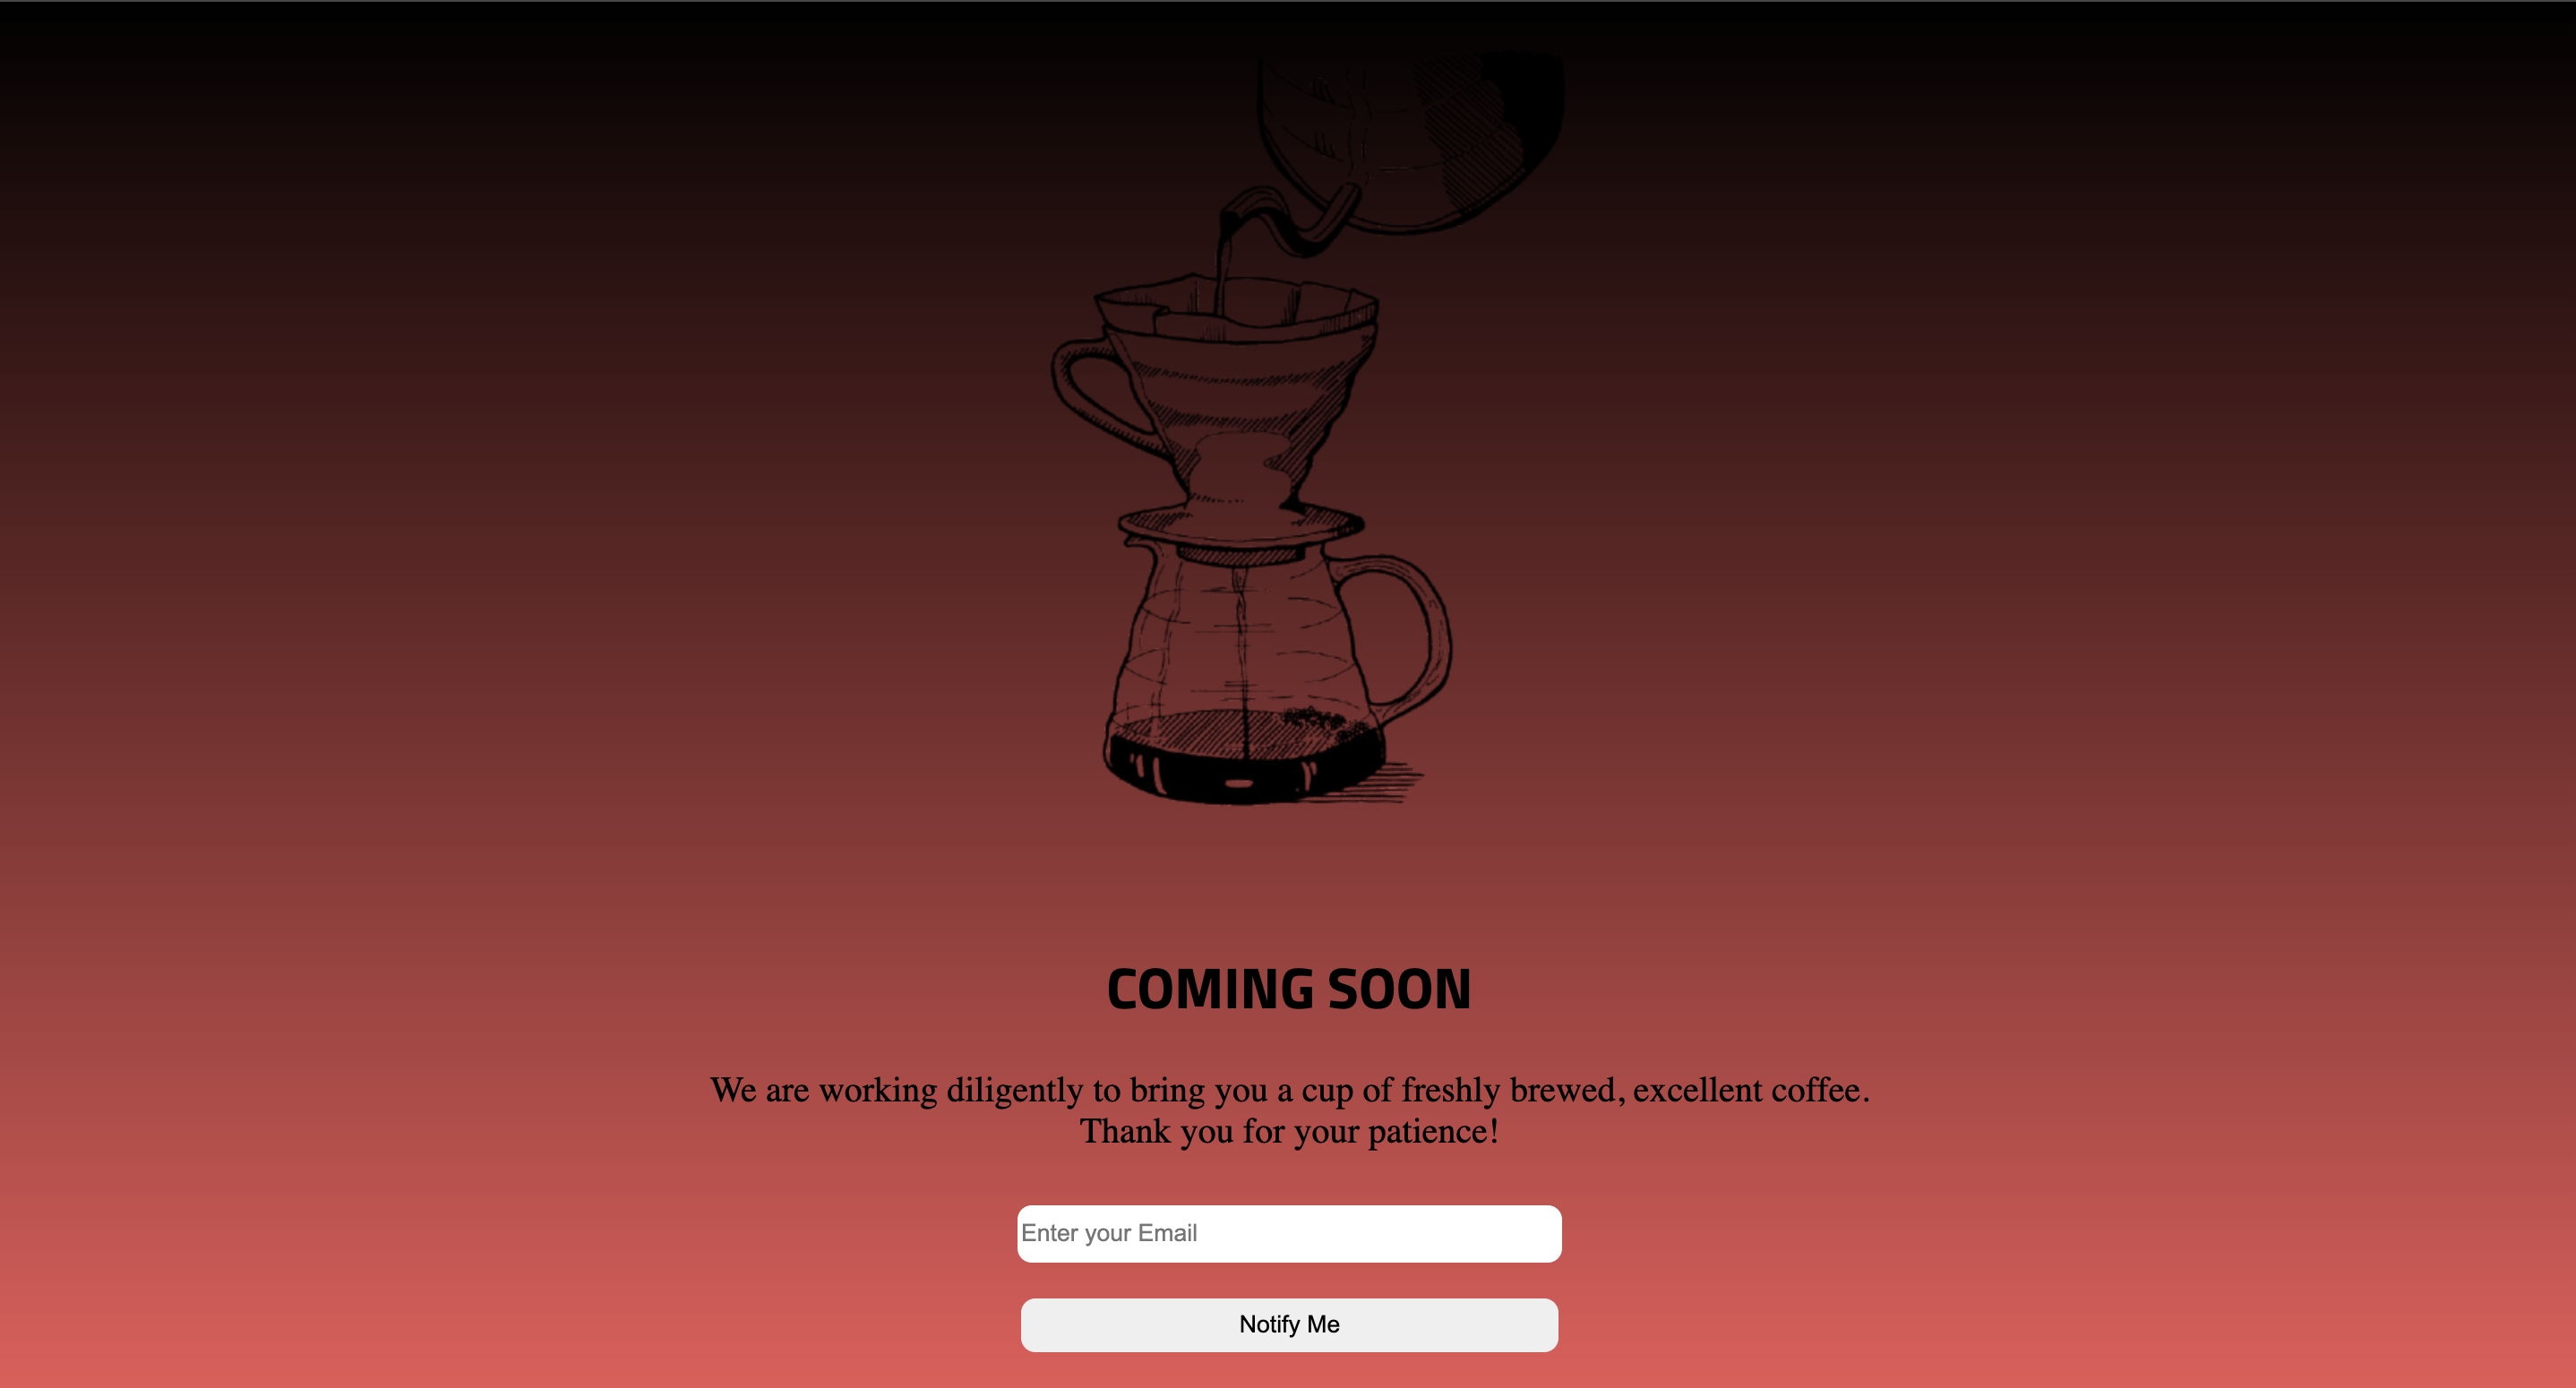 COMING SOON
We are working diligently to bring you a cup of freshly brewed, excellent coffee.
Thank you for your patience!
Enter your Email
Notify Me